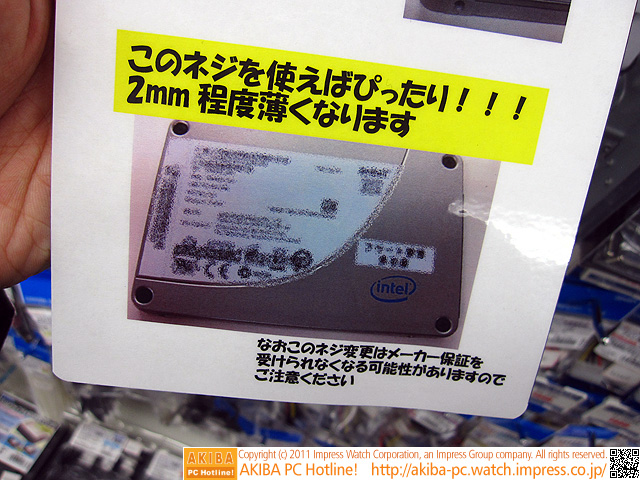 このネジを使えばぴったり！！！
2mm 程度薄くなります
intel
なおこのネジ変更はメーカー保証を
受けられなくなる可能性がありますので
ご注意ください
AKIBA
PC Hotline!
Copyright (c) 2011 Impress Watch Corporation, an Impress Group company. All rights reserved.
AKIBA PC Hotline! http://akiba-pc.watch.impress.co.jp/